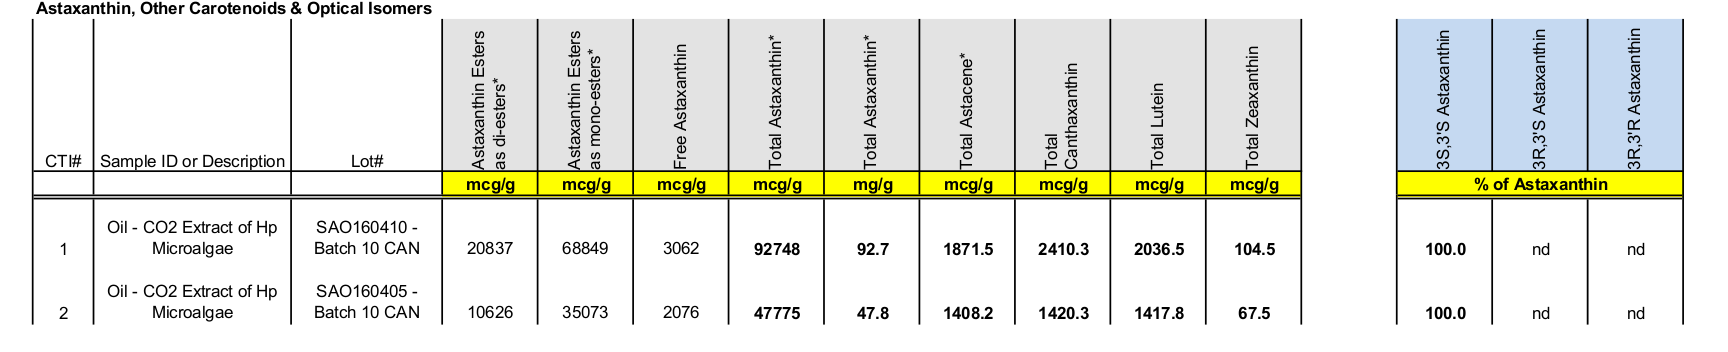 Astaxanthin, Other Carotenoids & Optical Isomers
CTI#
Sample ID or Description
Lot#
Astaxanthin Esters
as di-esters*
Astaxanthin Esters
as mono-esters*
Free Astaxanthin
Total Astaxanthin*
Total Astaxanthin*
Total Astacene*
Total
Canthaxanthin
Total Lutein
Total Zeaxanthin
3S,3'S Astaxanthin
3R,3'S Astaxanthin
3R,3'R Astaxanthin
mcg/g mcg/g mcg/g mcg/g mg/g mcg/g mcg/g mcg/g mcg/g % of Astaxanthin
Oil - CO2 Extract of Hp SAO160410 -
1 Microalgae Batch 10 CAN 20837 68849 3062 92748 92.7 1871.5 2410.3 2036.5 104.5 100.0 nd nd
Oil - CO2 Extract of Hp SAO160405 -
2 Microalgae Batch 10 CAN 10626 35073 2076 47775 47.8 1408.2 1420.3 1417.8 67.5 100.0 nd nd